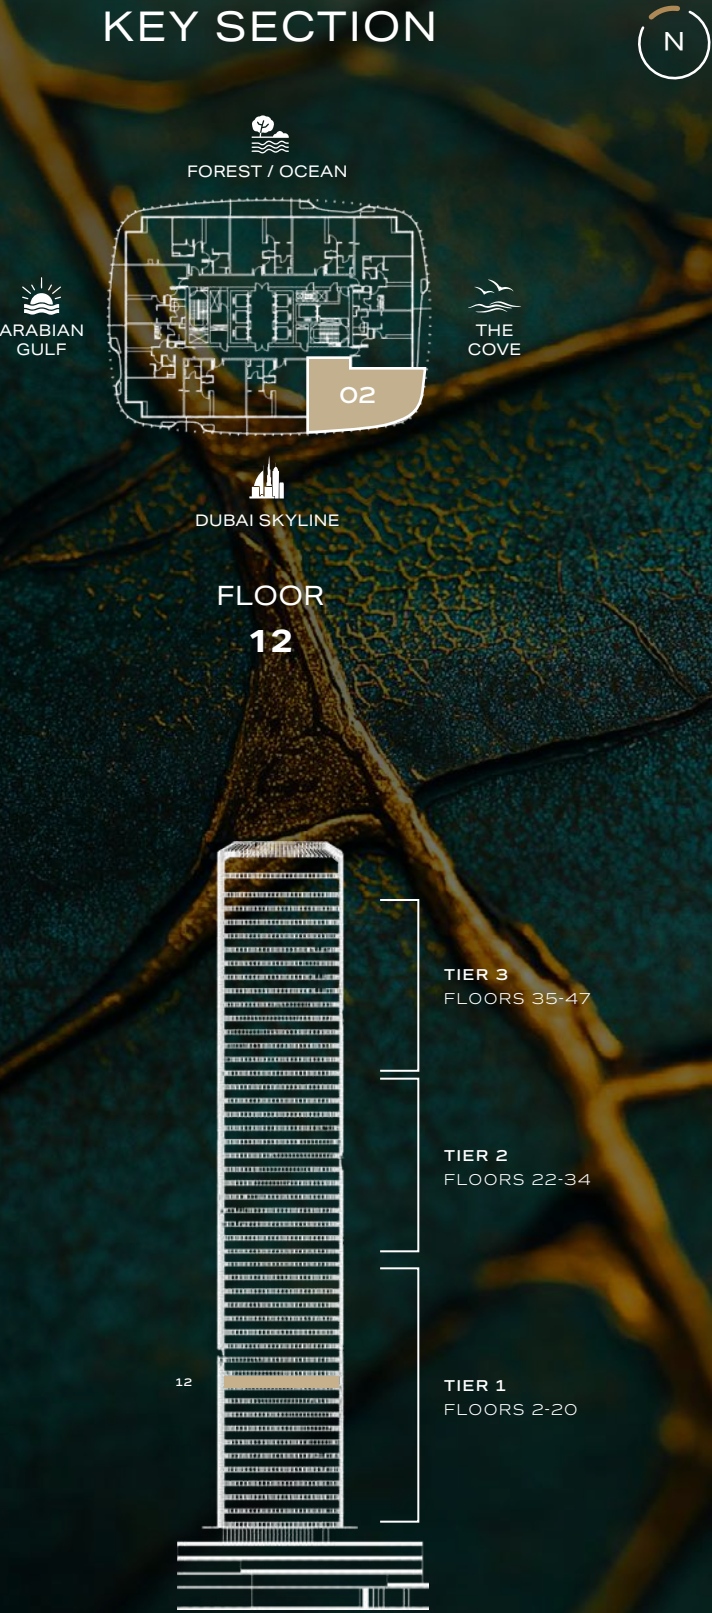 KEY SECTION
N
FOREST / OCEAN
ARABIAN
GULF
THE
COVE
02
DUBAI SKYLINE
FLOOR
12
TIER 3
FLOORS 35-47
TIER 2
FLOORS 22-34
12
TIER 1
FLOORS 2-20